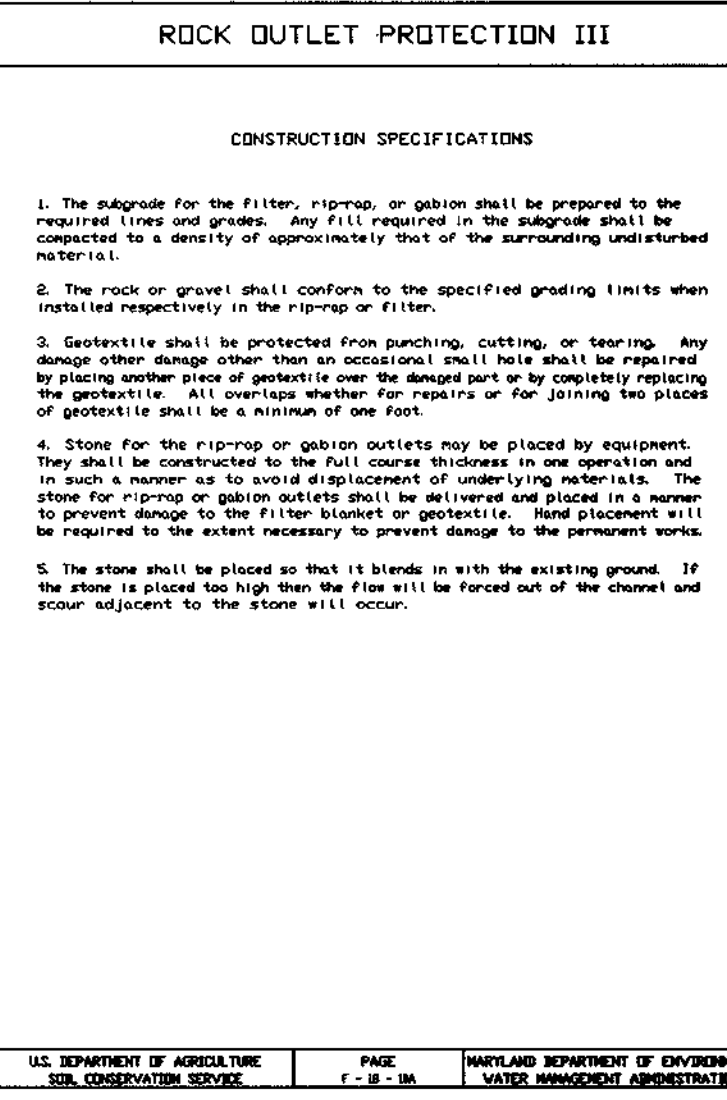 ROCK OUTLET PROTECTION III
CONSTRUCTION SPECIFICATIONS
1. The subgrade for the filter, rip-rap, or gabion shall be prepared to the
required lines and grades. Any fill required in the subgrade shall be
compacted to a density of approximately that of the surrounding undisturbed
material.
2. The rock or gravel shall conform to the specified grading limits when
installed respectively in the rip-rap or filter.
3. Geotextile shall be protected from punching, cutting, or tearing. Any
damage other damage other than an occasional small hole shall be repaired
by placing another piece of geotextile over the damaged part or by completely replacing
the geotextile. All overlaps whether for repairs or for joining two places
of geotextile shall be a minimum of one foot.
4. Stone for the rip-rap or gabion outlets may be placed by equipment.
They shall be constructed to the full course thickness in one operation and
in such a manner as to avoid displacement of underlying materials. The
stone for rip-rap or gabion outlets shall be delivered and placed in a manner
to prevent damage to the filter blanket or geotextile. Hand placement will
be required to the extent necessary to prevent damage to the permanent works.
5. The stone shall be placed so that it blends in with the existing ground. If
the stone is placed too high then the flow will be forced out of the channel and
scour adjacent to the stone will occur.
U.S. DEPARTMENT OF AGRICULTURE
SOIL CONSERVATION SERVICE
PAGE
F - 18 -
MARYLAND DEPARTMENT OF
WATER MANAGEMENT